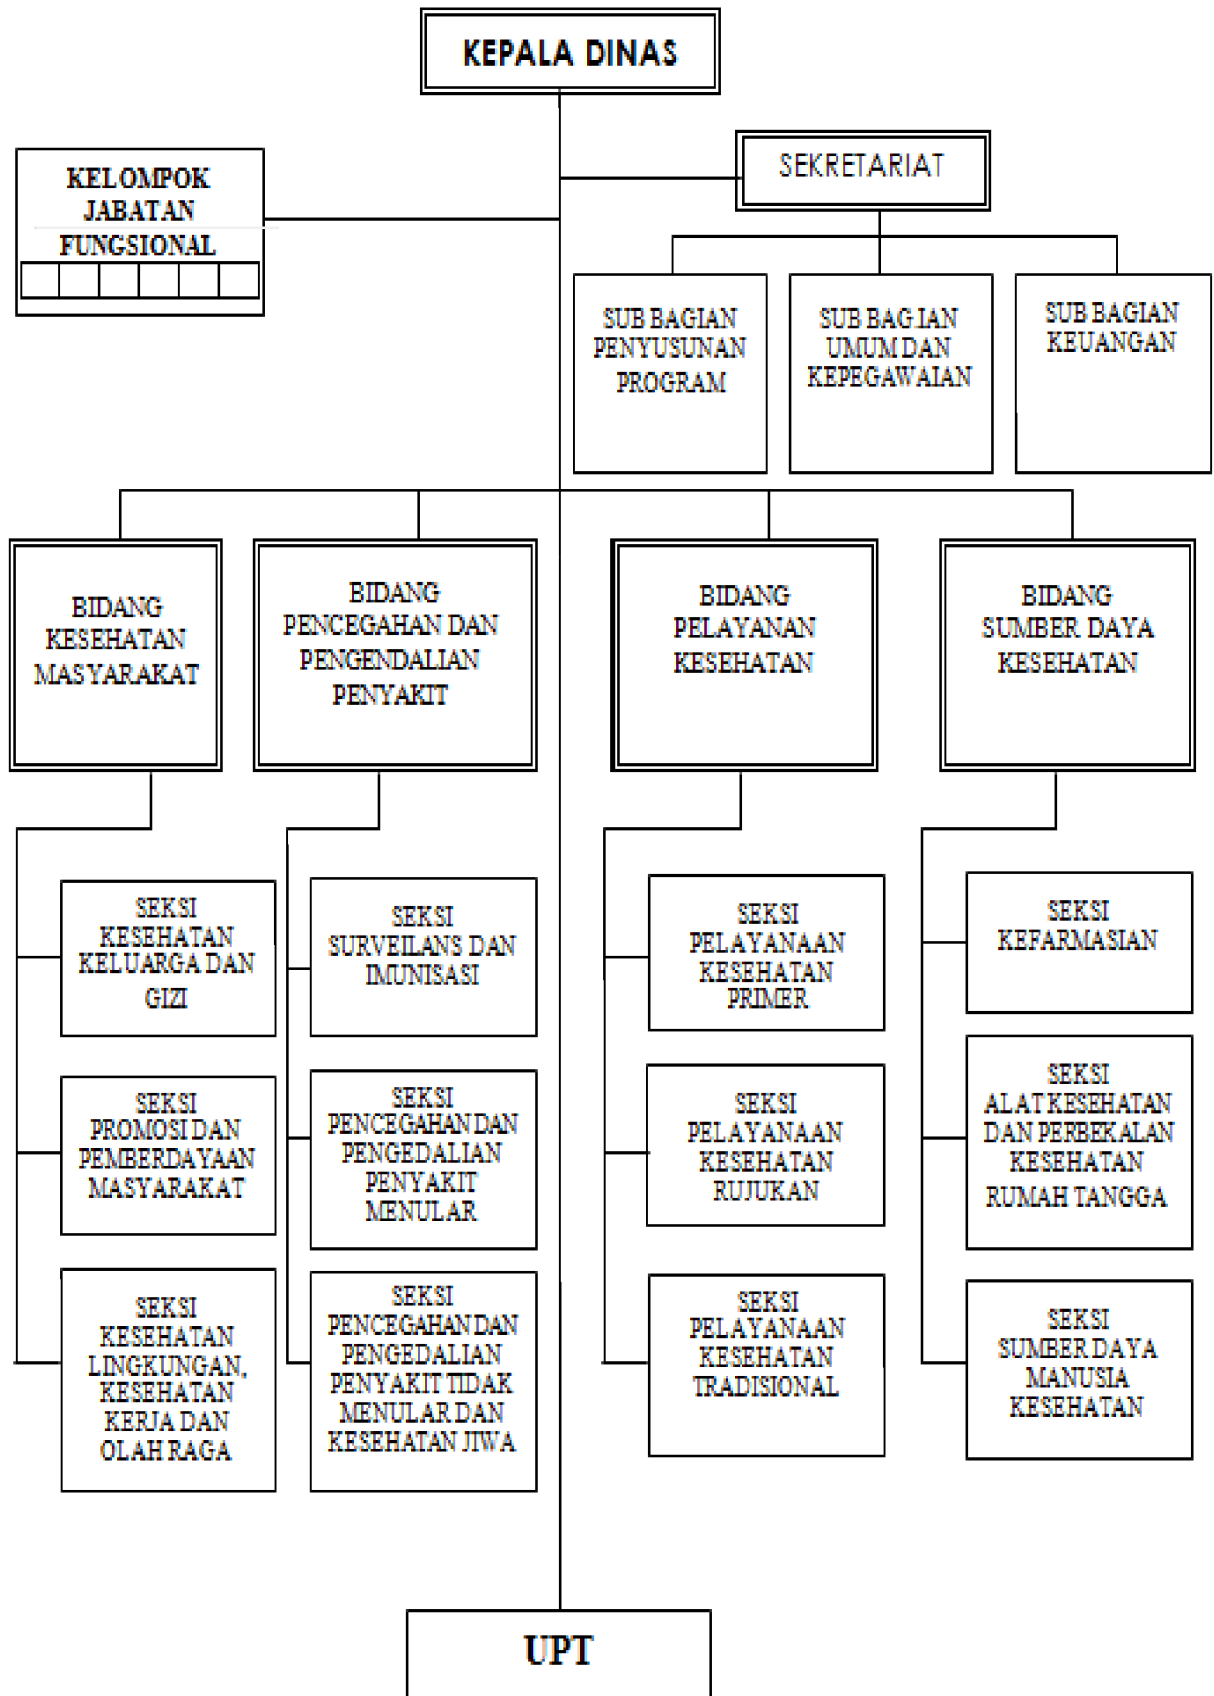 KEPALA DINAS
SEKRETARIAT
KELOMPOK
JABATAN
FUNGSIONAL
SUB BAGIAN
PENYUSUNAN
PROGRAM
SUB BAG.IAN
UMUM DAN
KEPEGAWAIAN
SUB BAGIAN
KEUANGAN
BIDANG
KESEHATAN
MASYARAKAT
BIDANG
PENCEGAHAN DAN
PENGENDALIAN
PENYAKIT
BIDANG
PELAYANAN
KESEHATAN
BIDANG
SUMBER DAYA
KESEHATAN
SEKSI
KESEHATAN
KELUARGA DAN
GIZI
SEKSI
SURVEILANS DAN
IMUNISASI
SEKSI
PELAYANAAN
KESEHATAN
PRIMER
SEKSI
KEFARMASIAN
SEKSI
PROMOSI DAN
PEMBERDAYAAN
MASYARAKAT
SEKSI
PENCEGAHAN DAN
PENGEDALIAN
PENYAKIT
MENULAR
SEKSI
PELAYANAAN
KESEHATAN
RUJUKAN
SEKSI
ALAT KESEHATAN
DAN PERBEKALAN
KESEHATAN
RUMAH TANGGA
SEKSI
KESEHATAN
LINGKUNGAN,
KESEHATAN
KERJA DAN
OLAH RAGA
SEKSI
PENCEGAHAN DAN
PENGEDALIAN
PENYAKIT TIDAK
MENULAR DAN
KESEHATAN JIWA
SEKSI
PELAYANAAN
KESEHATAN
TRADISIONAL
SEKSI
SUMBER DAYA
MANUSIA
KESEHATAN
UPT